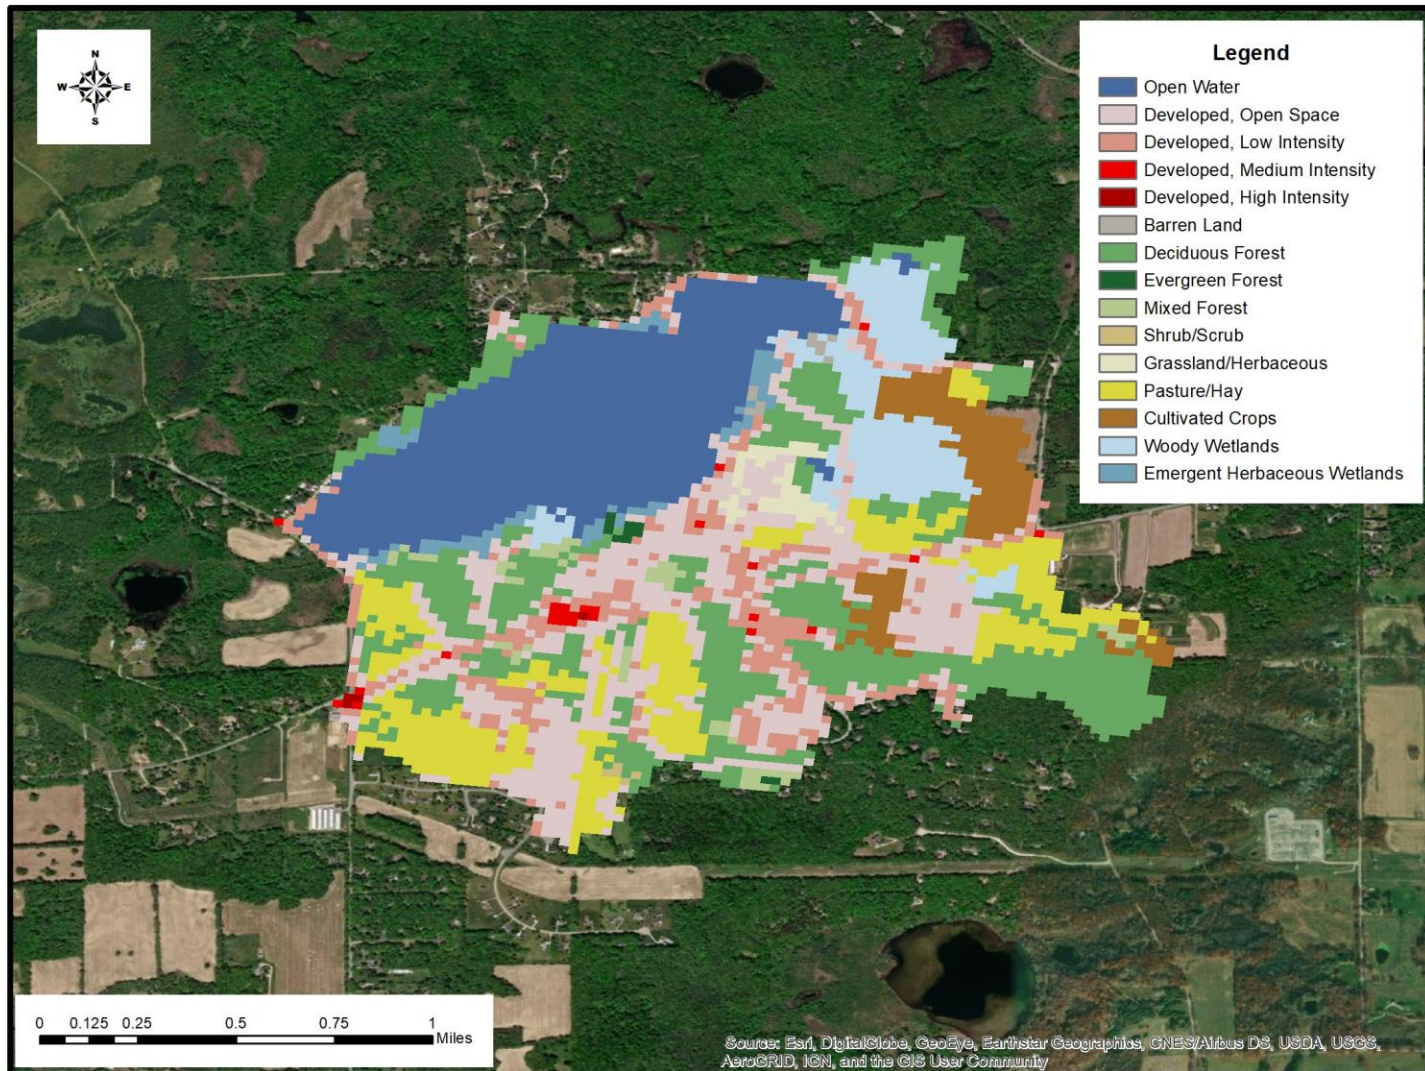 N
W E
S
Legend
Open Water
Developed, Open Space
Developed, Low Intensity
Developed, Medium Intensity
Developed, High Intensity
Barren Land
Deciduous Forest
Evergreen Forest
Mixed Forest
Shrub/Scrub
Grassland/Herbaceous
Pasture/Hay
Cultivated Crops
Woody Wetlands
Emergent Herbaceous Wetlands
0 0.125 0.25 0.5 0.75 1
Miles
Source: Esri, DigitalGlobe, GeoEye, Earthstar Geographics, CNES/Airbus DS, USDA, USGS,
AeroGRID, IGN, and the GIS User Community